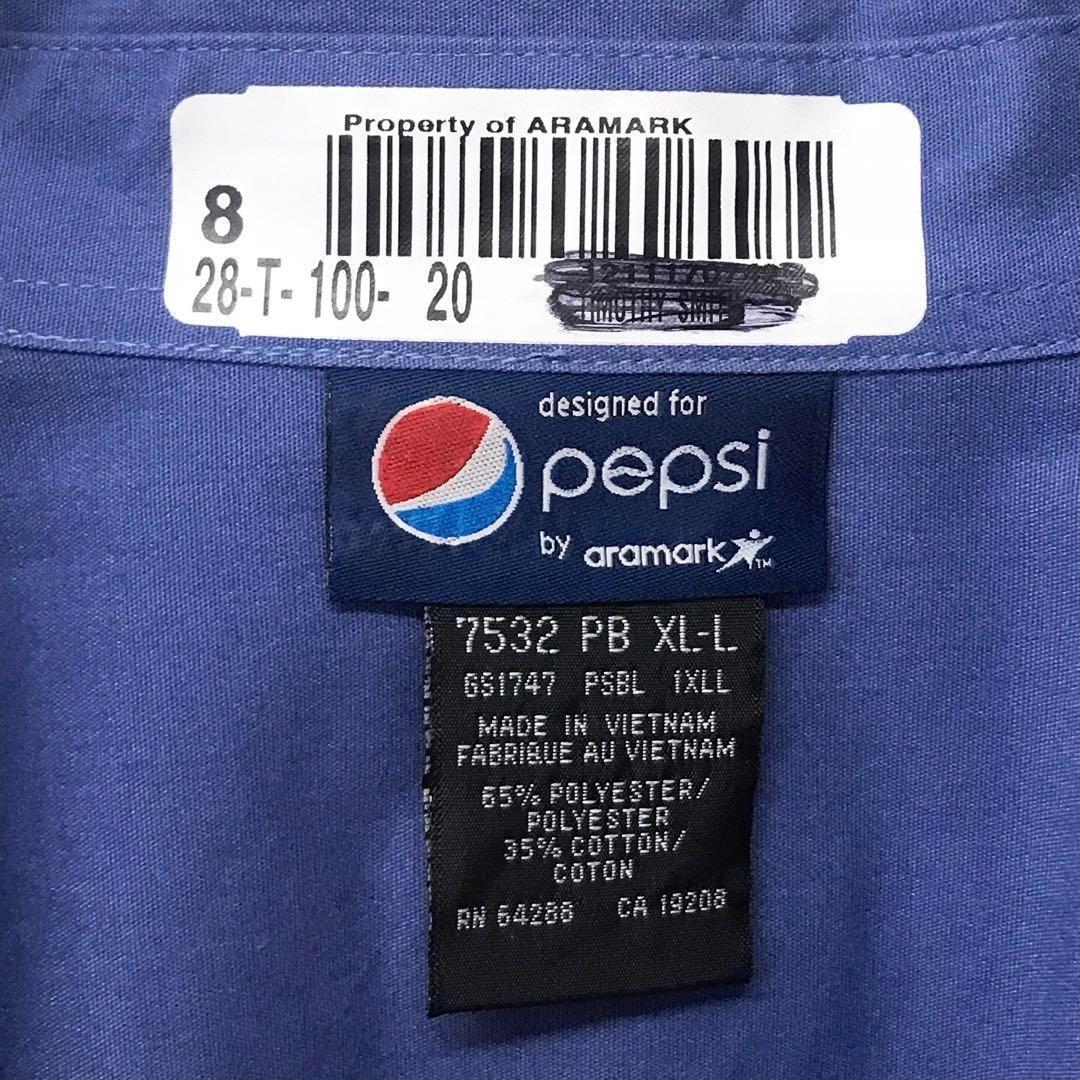 Property of ARAMARK
8
28-T- 100- 20
designed for
pepsi
by aramark ™
7532 PB XL-L
GS1747 PSBL 1XLL
MADE IN VIETNAM
FABRIQUE AU VIETNAM
65% POLYESTER/
POLYESTER
35% COTTON/
COTON
RN 64288 CA 19208